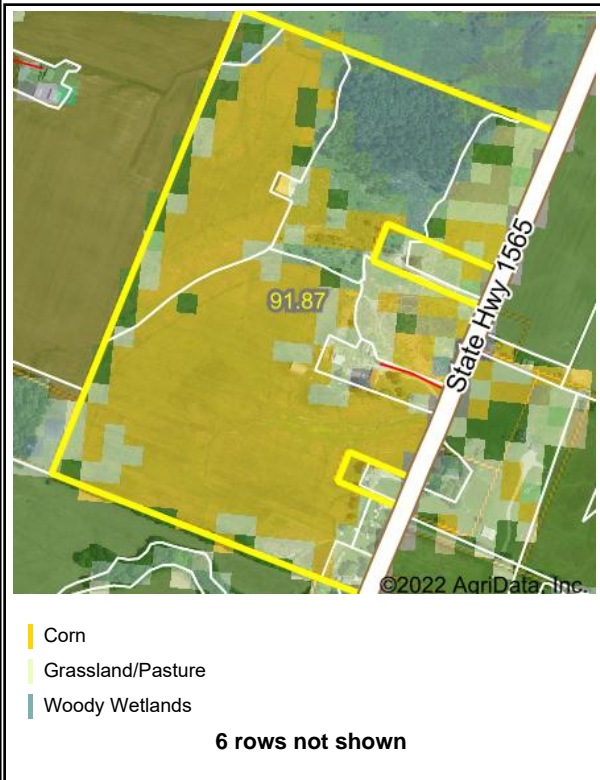 91.87
State Hwy 1565
©2022 AgriData, Inc.
Corn
Grassland/Pasture
Woody Wetlands
6 rows not shown